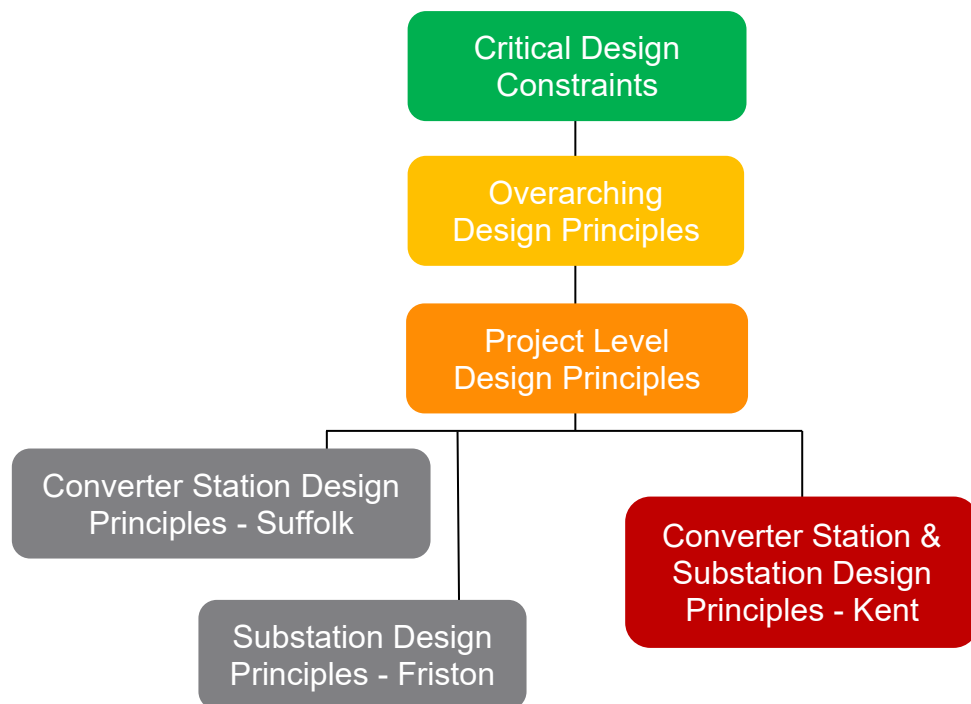 Critical Design
Constraints
Overarching
Design Principles
Project Level
Design Principles
Converter Station Design
Principles - Suffolk
Substation Design
Principles - Friston
Converter Station &
Substation Design
Principles - Kent